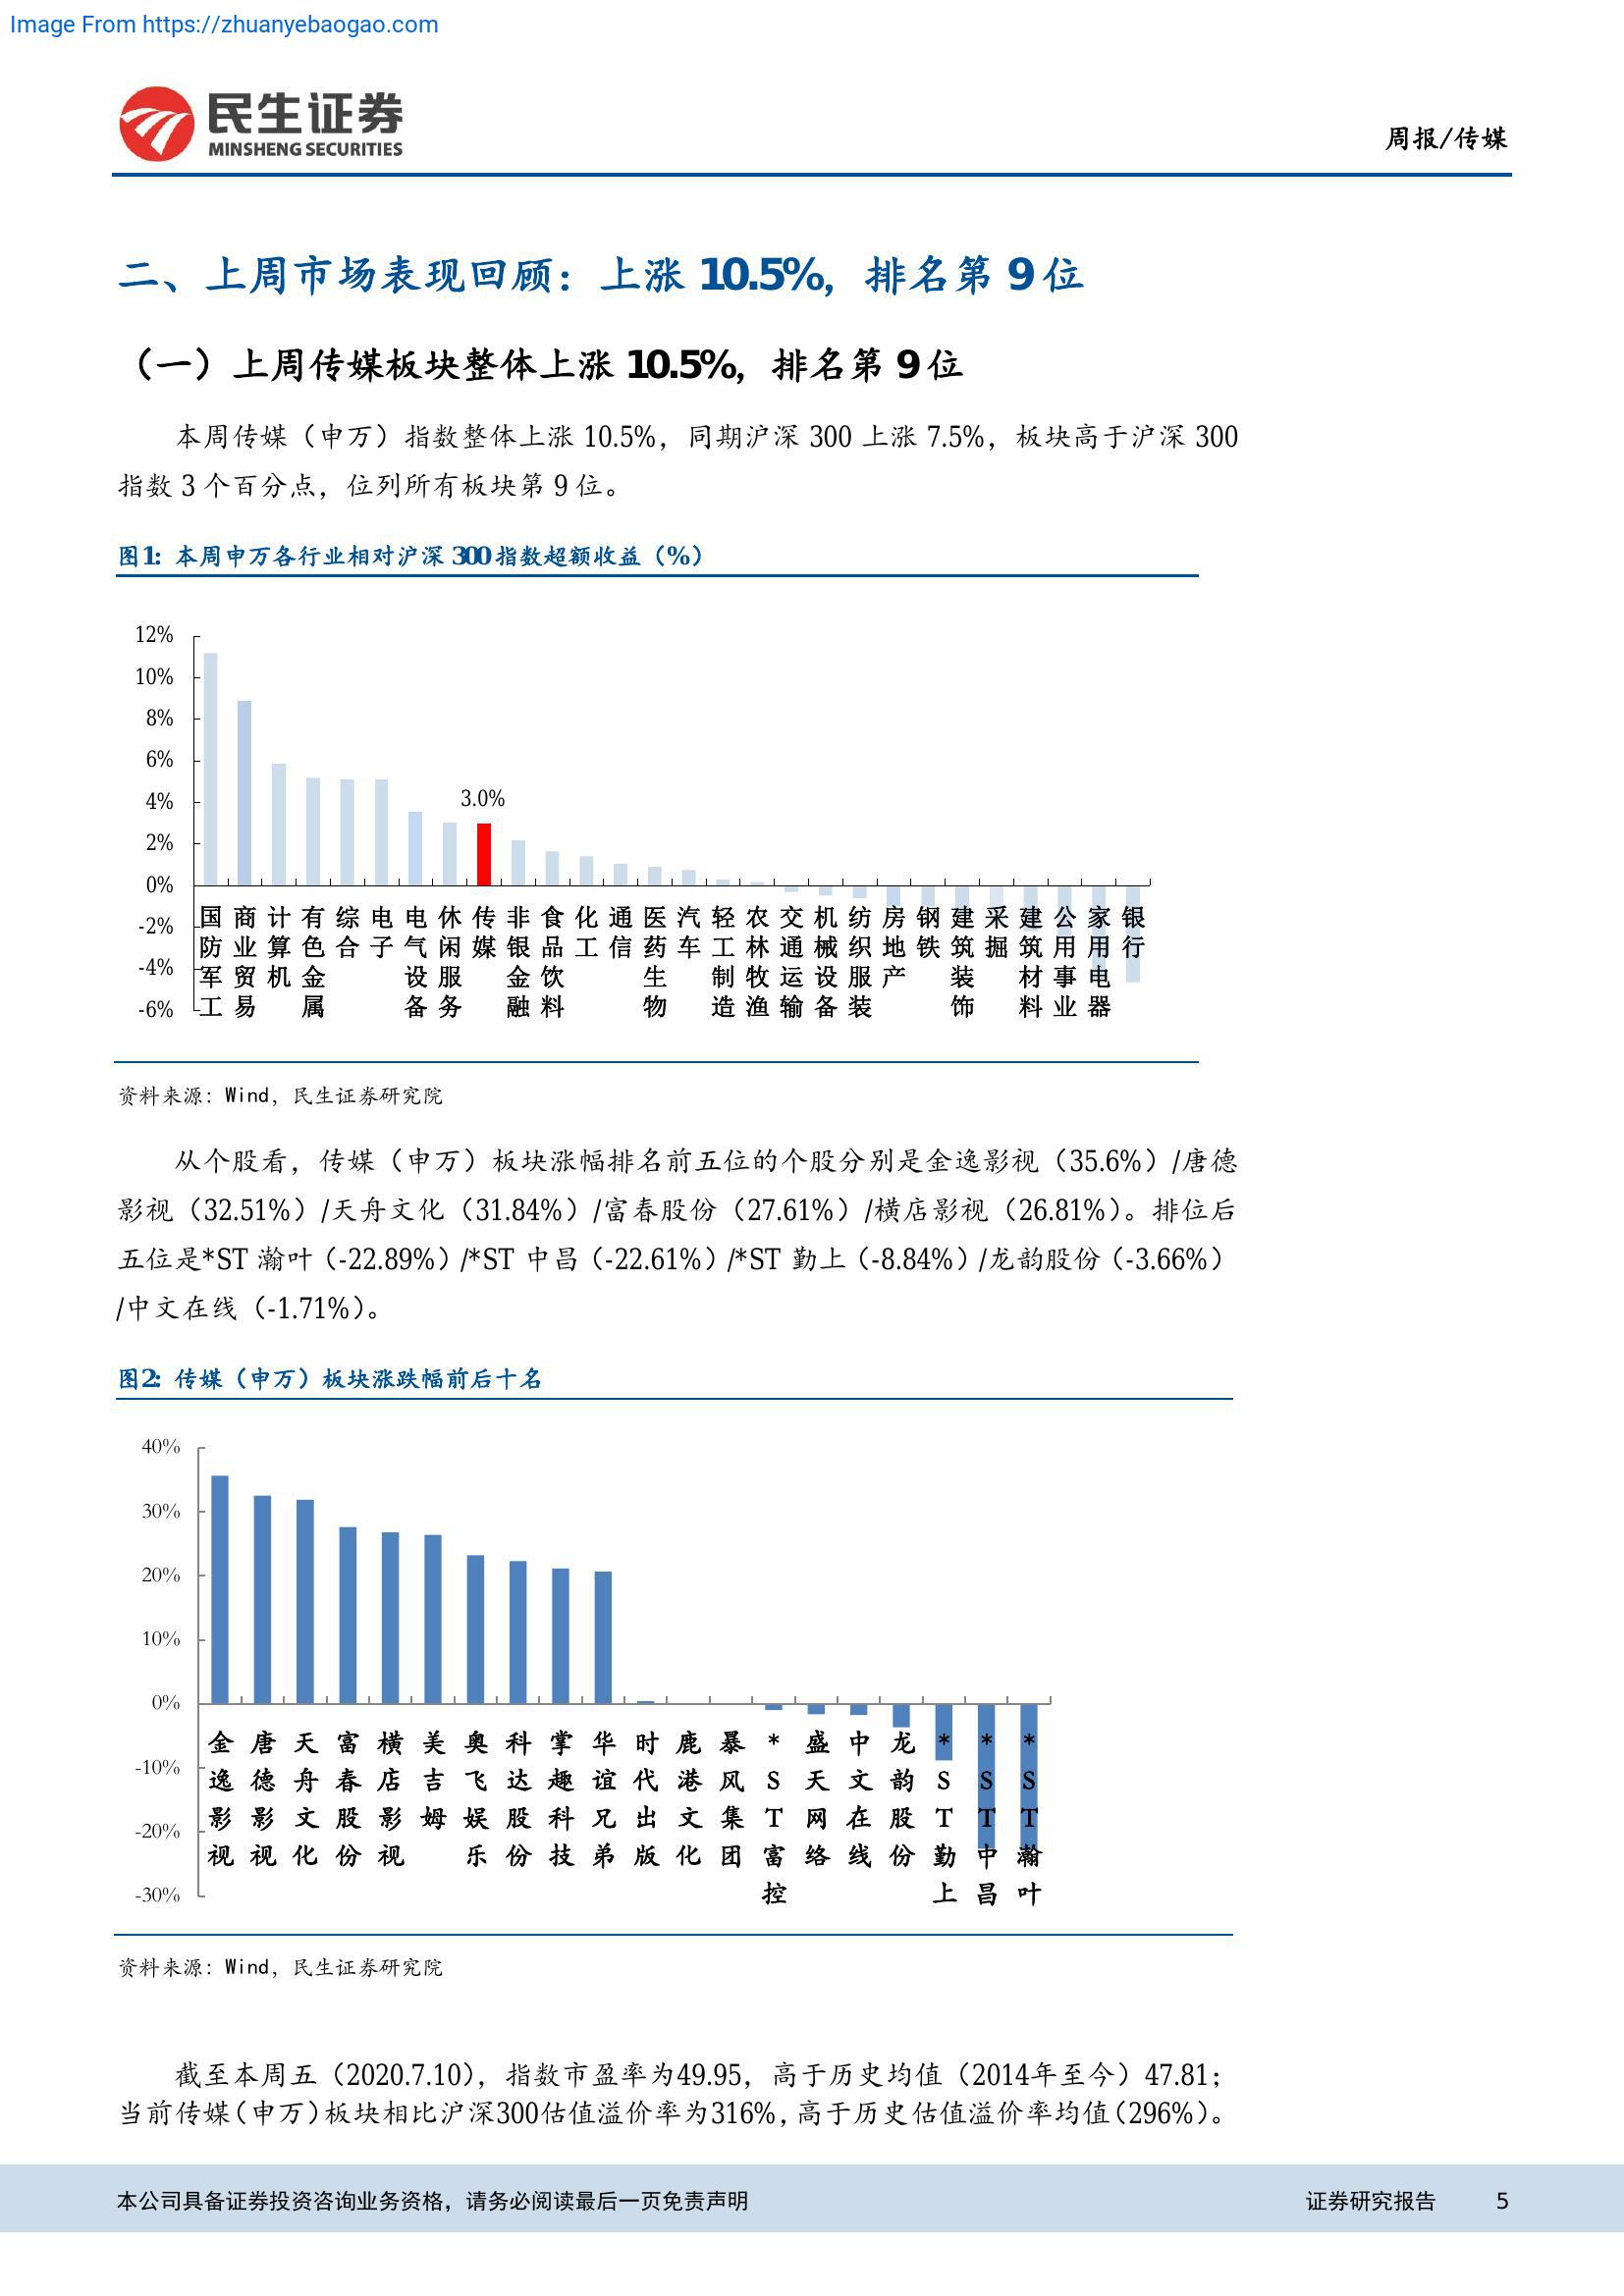 Image From https://zhuanyebaogao.com
民生证券
MINSHENG SECURITIES
周报/传媒
二、上周市场表现回顾：上涨 10.5%，排名第 9 位
（一）上周传媒板块整体上涨 10.5%，排名第 9 位
本周传媒（申万）指数整体上涨 10.5%，同期沪深 300 上涨 7.5%，板块高于沪深 300
指数 3 个百分点，位列所有板块第 9 位。
图1: 本周申万各行业相对沪深 300 指数超额收益（%）
12%
10%
8%
6%
4%
2%
0%
-2%
-4%
-6%
3.0%
国防军工
商业贸易
计算机
有色金属
综合
电子
电气设备
休闲服务
传媒
非银金融
食品饮料
化工
通信
医药生物
汽车
轻工制造
农林牧渔
交通运输
机械设备
纺织服装
房地产
钢铁
建筑装饰
采掘
建筑材料
公用事业
家用电器
银行
资料来源：Wind，民生证券研究院
从个股看，传媒（申万）板块涨幅排名前五位的个股分别是金逸影视（35.6%）/唐德
影视（32.51%）/天舟文化（31.84%）/富春股份（27.61%）/横店影视（26.81%）。排位后
五位是*ST 瀚叶（-22.89%）/*ST 中昌（-22.61%）/*ST 勤上（-8.84%）/龙韵股份（-3.66%）
/中文在线（-1.71%）。
图2: 传媒（申万）板块涨跌幅前后十名
40%
30%
20%
10%
0%
-10%
-20%
-30%
金逸影视
唐德影视
天舟文化
富春股份
横店影视
美吉姆
奥飞娱乐
科达股份
掌趣科技
华谊兄弟
时代出版
鹿港文化
暴风集团
*ST富控
盛天网络
中文在线
龙韵股份
*ST勤上
*ST中昌
*ST瀚叶
资料来源：Wind，民生证券研究院
截至本周五（2020.7.10），指数市盈率为49.95，高于历史均值（2014年至今）47.81；
当前传媒（申万）板块相比沪深300估值溢价率为316%，高于历史估值溢价率均值（296%）。
本公司具备证券投资咨询业务资格，请务必阅读最后一页免责声明
证券研究报告 5